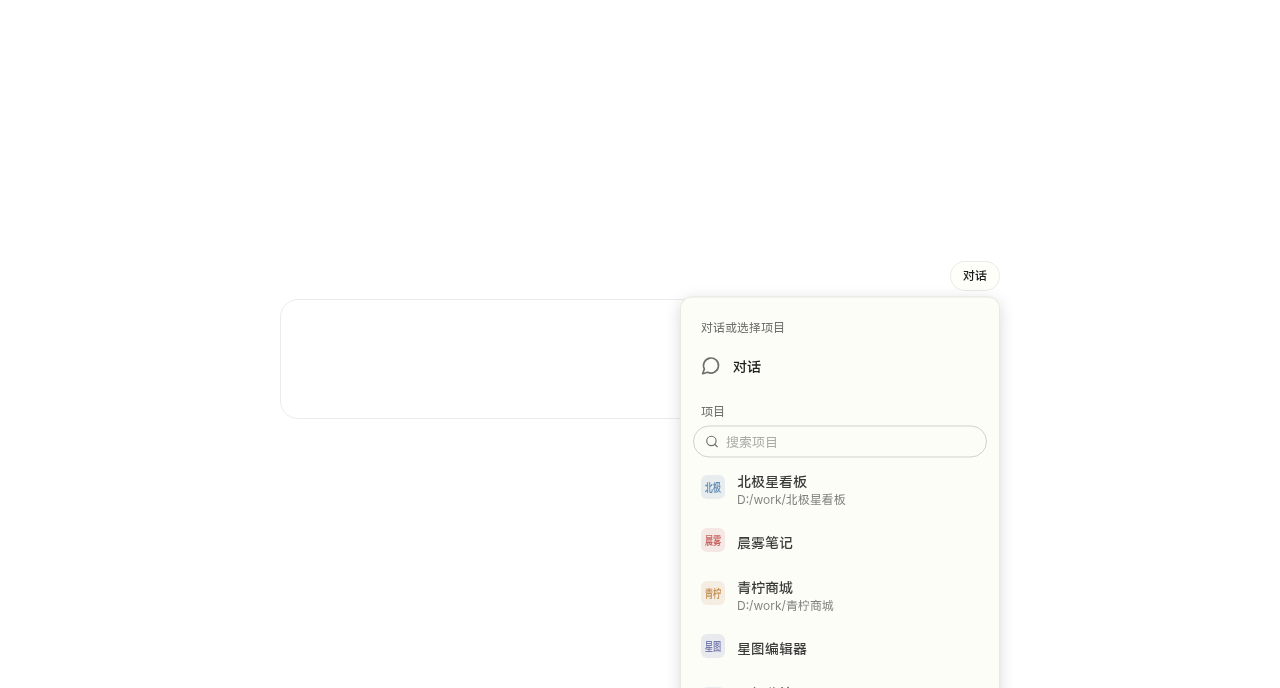 对话
对话或选择项目
对话
项目
搜索项目
北极 北极星看板
D:/work/北极星看板
晨雾 晨雾笔记
青柠 青柠商城
D:/work/青柠商城
星图 星图编辑器